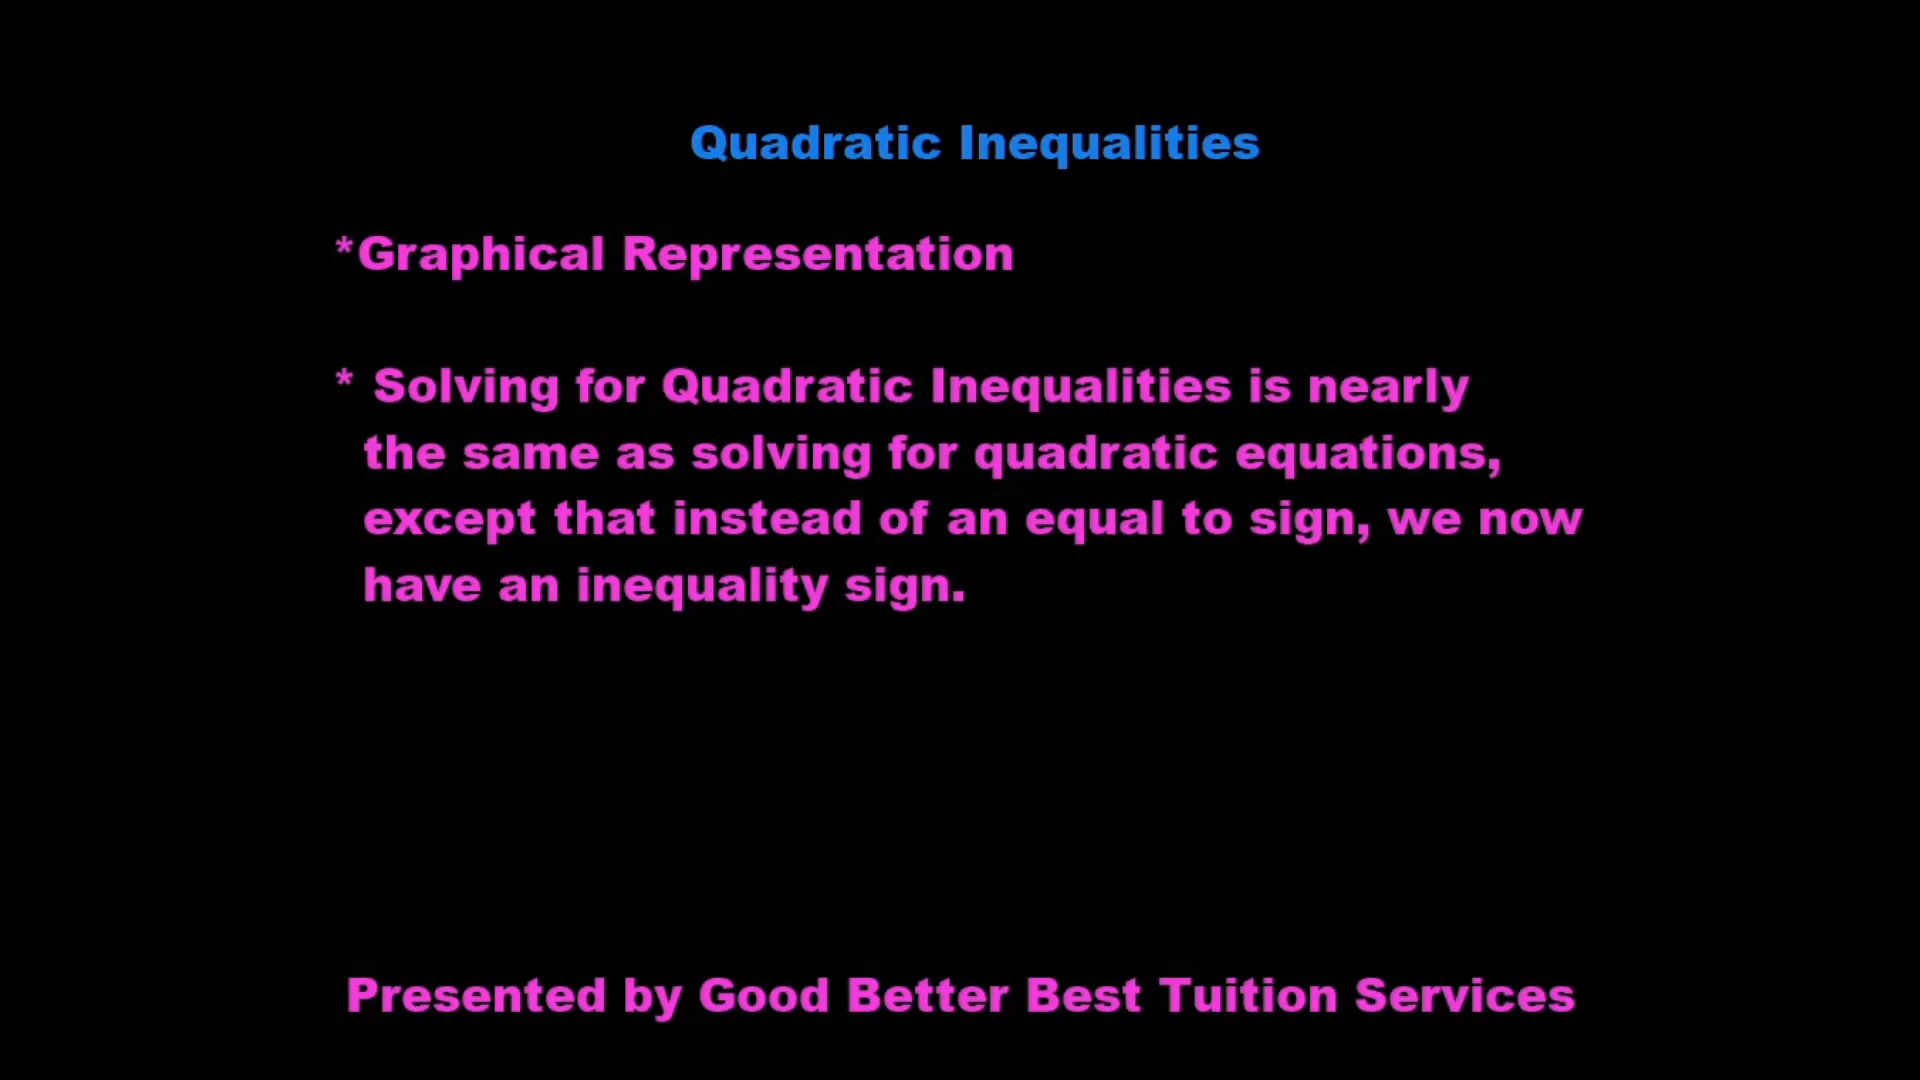 Quadratic Inequalities
*Graphical Representation
* Solving for Quadratic Inequalities is nearly
the same as solving for quadratic equations,
except that instead of an equal to sign, we now
have an inequality sign.
Presented by Good Better Best Tuition Services